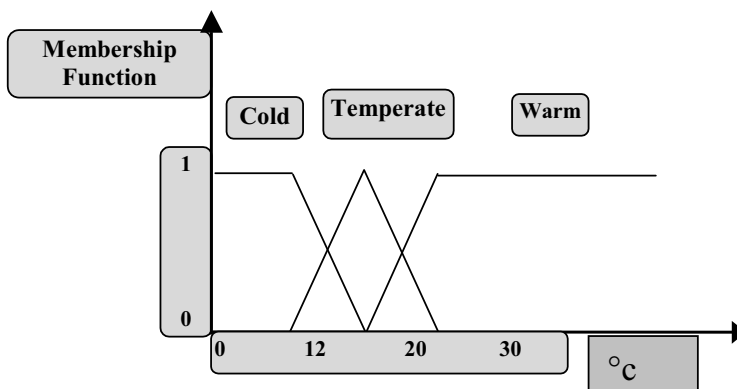 Membership
Function
Cold
Temperate
Warm
1
0
0 12 20 30
°c